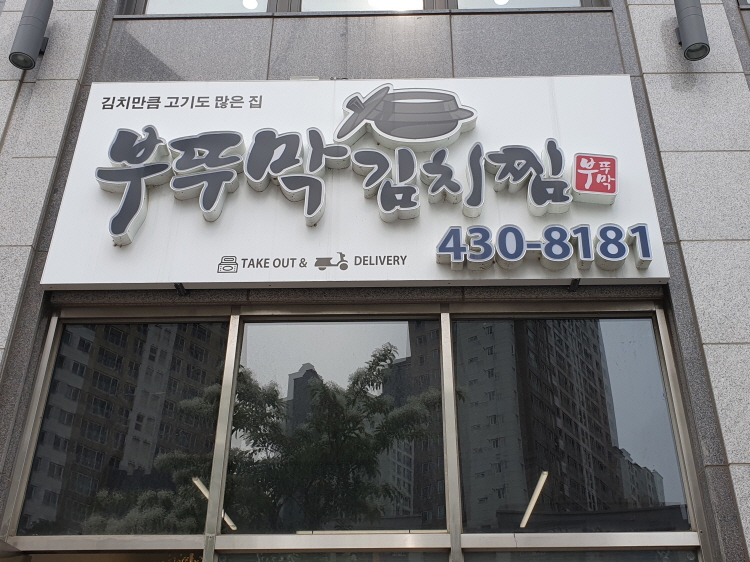 김치만큼 고기도 많은 집
부뚜막김치찜
부뚜막
430-8181
TAKE OUT & DELIVERY